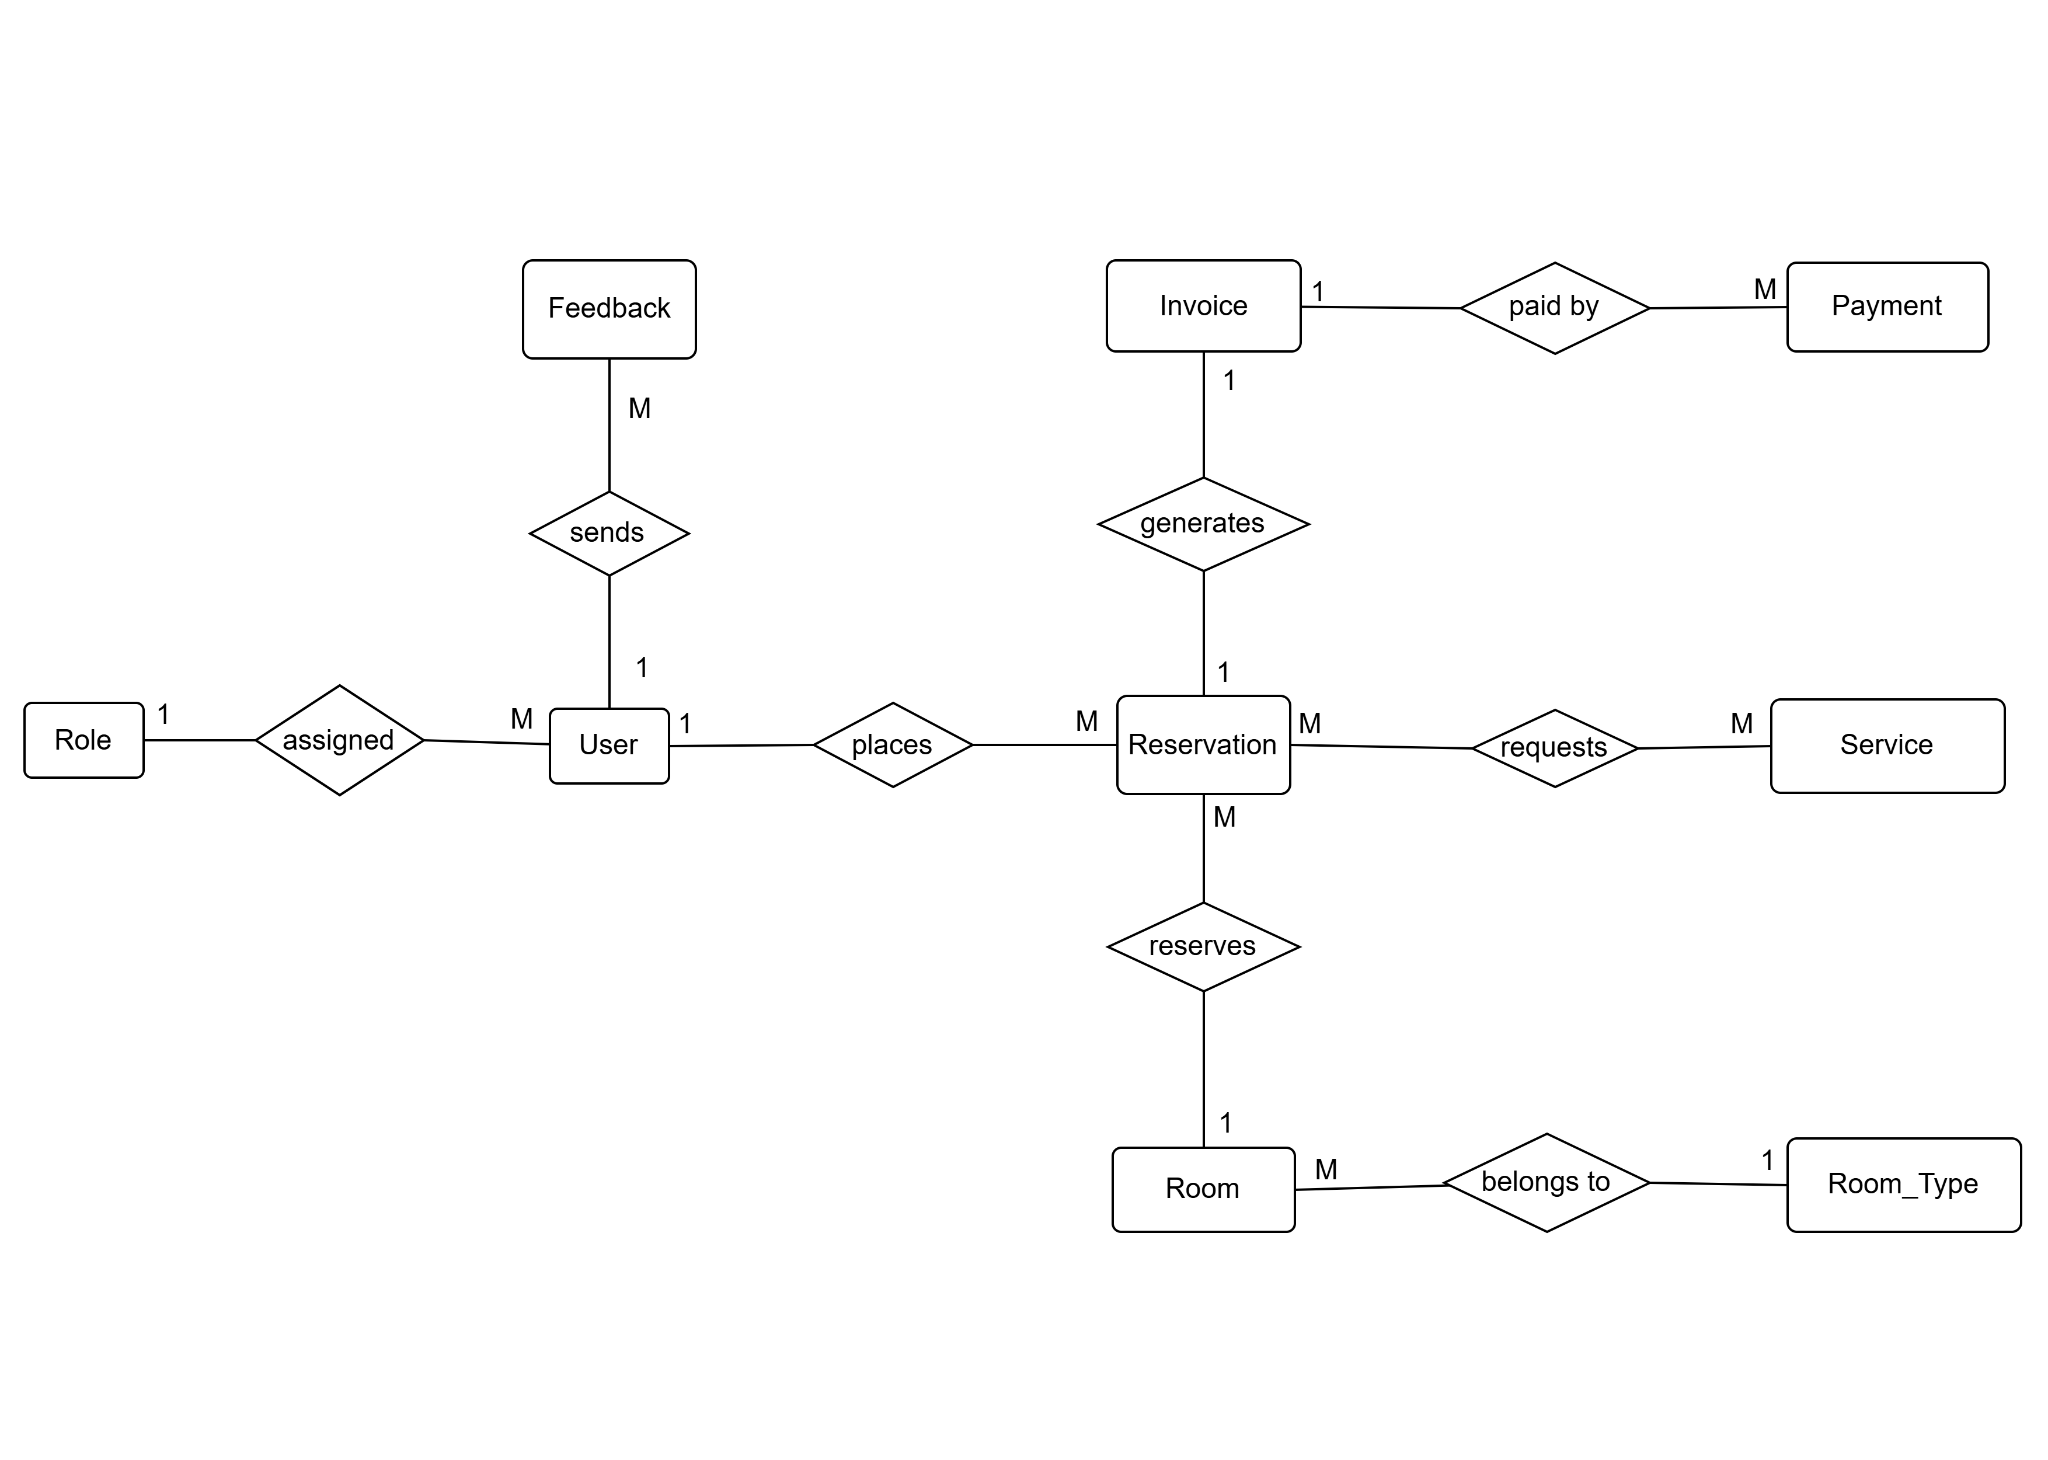 Feedback
Invoice
1
paid by
M
Payment
M
1
sends
generates
1
1
Role
1
assigned
M
User
1
places
M
Reservation
M
requests
M
Service
M
reserves
1
Room
M
belongs to
1
Room_Type